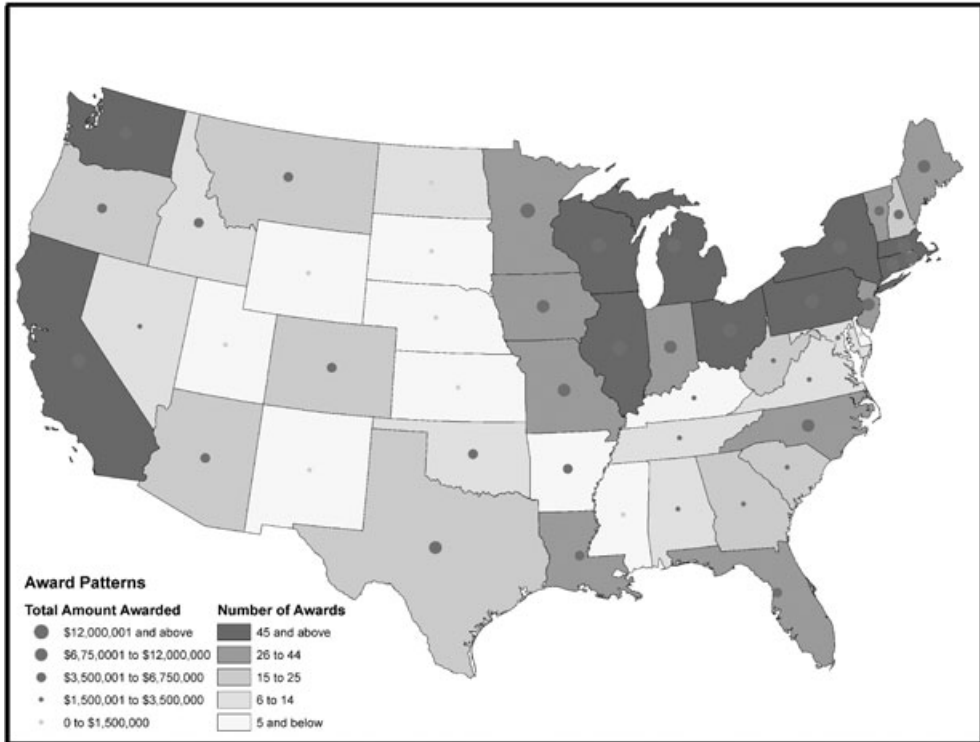 Award Patterns
Total Amount Awarded
$12,000,001 and above
$6,75,0001 to $12,000,000
$3,500,001 to $6,750,000
$1,500,001 to $3,500,000
0 to $1,500,000
Number of Awards
45 and above
26 to 44
15 to 25
6 to 14
5 and below